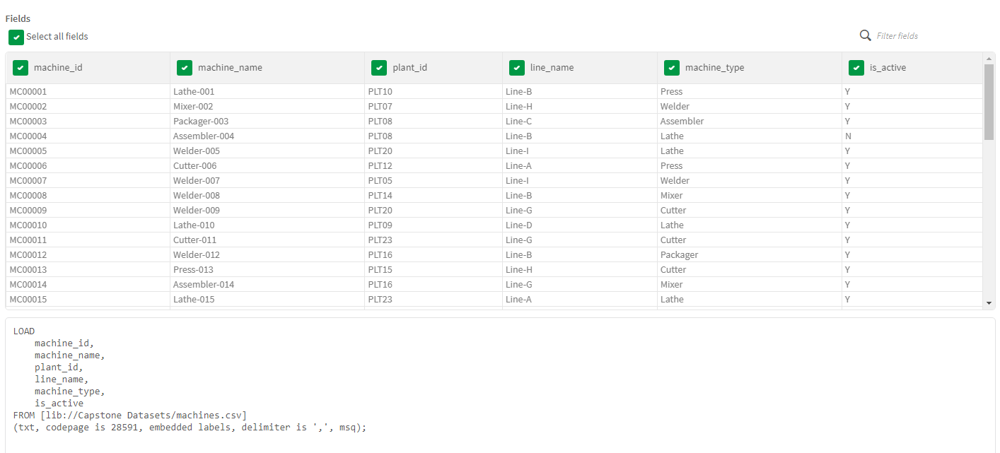 Fields
Select all fields
Filter fields
machine_id machine_name plant_id line_name machine_type is_active
MC00001 Lathe-001 PLT10 Line-B Press Y
MC00002 Mixer-002 PLT07 Line-H Welder Y
MC00003 Packager-003 PLT08 Line-C Assembler Y
MC00004 Assembler-004 PLT08 Line-B Lathe N
MC00005 Welder-005 PLT20 Line-I Lathe Y
MC00006 Cutter-006 PLT12 Line-A Press Y
MC00007 Welder-007 PLT05 Line-I Welder Y
MC00008 Welder-008 PLT14 Line-B Mixer Y
MC00009 Welder-009 PLT20 Line-G Cutter Y
MC00010 Lathe-010 PLT09 Line-D Lathe Y
MC00011 Cutter-011 PLT23 Line-G Cutter Y
MC00012 Welder-012 PLT16 Line-B Packager Y
MC00013 Press-013 PLT15 Line-H Cutter Y
MC00014 Assembler-014 PLT16 Line-G Mixer Y
MC00015 Lathe-015 PLT23 Line-A Lathe Y
LOAD
    machine_id,
    machine_name,
    plant_id,
    line_name,
    machine_type,
    is_active
FROM [lib://Capstone Datasets/machines.csv]
(txt, codepage is 28591, embedded labels, delimiter is ',', msq);